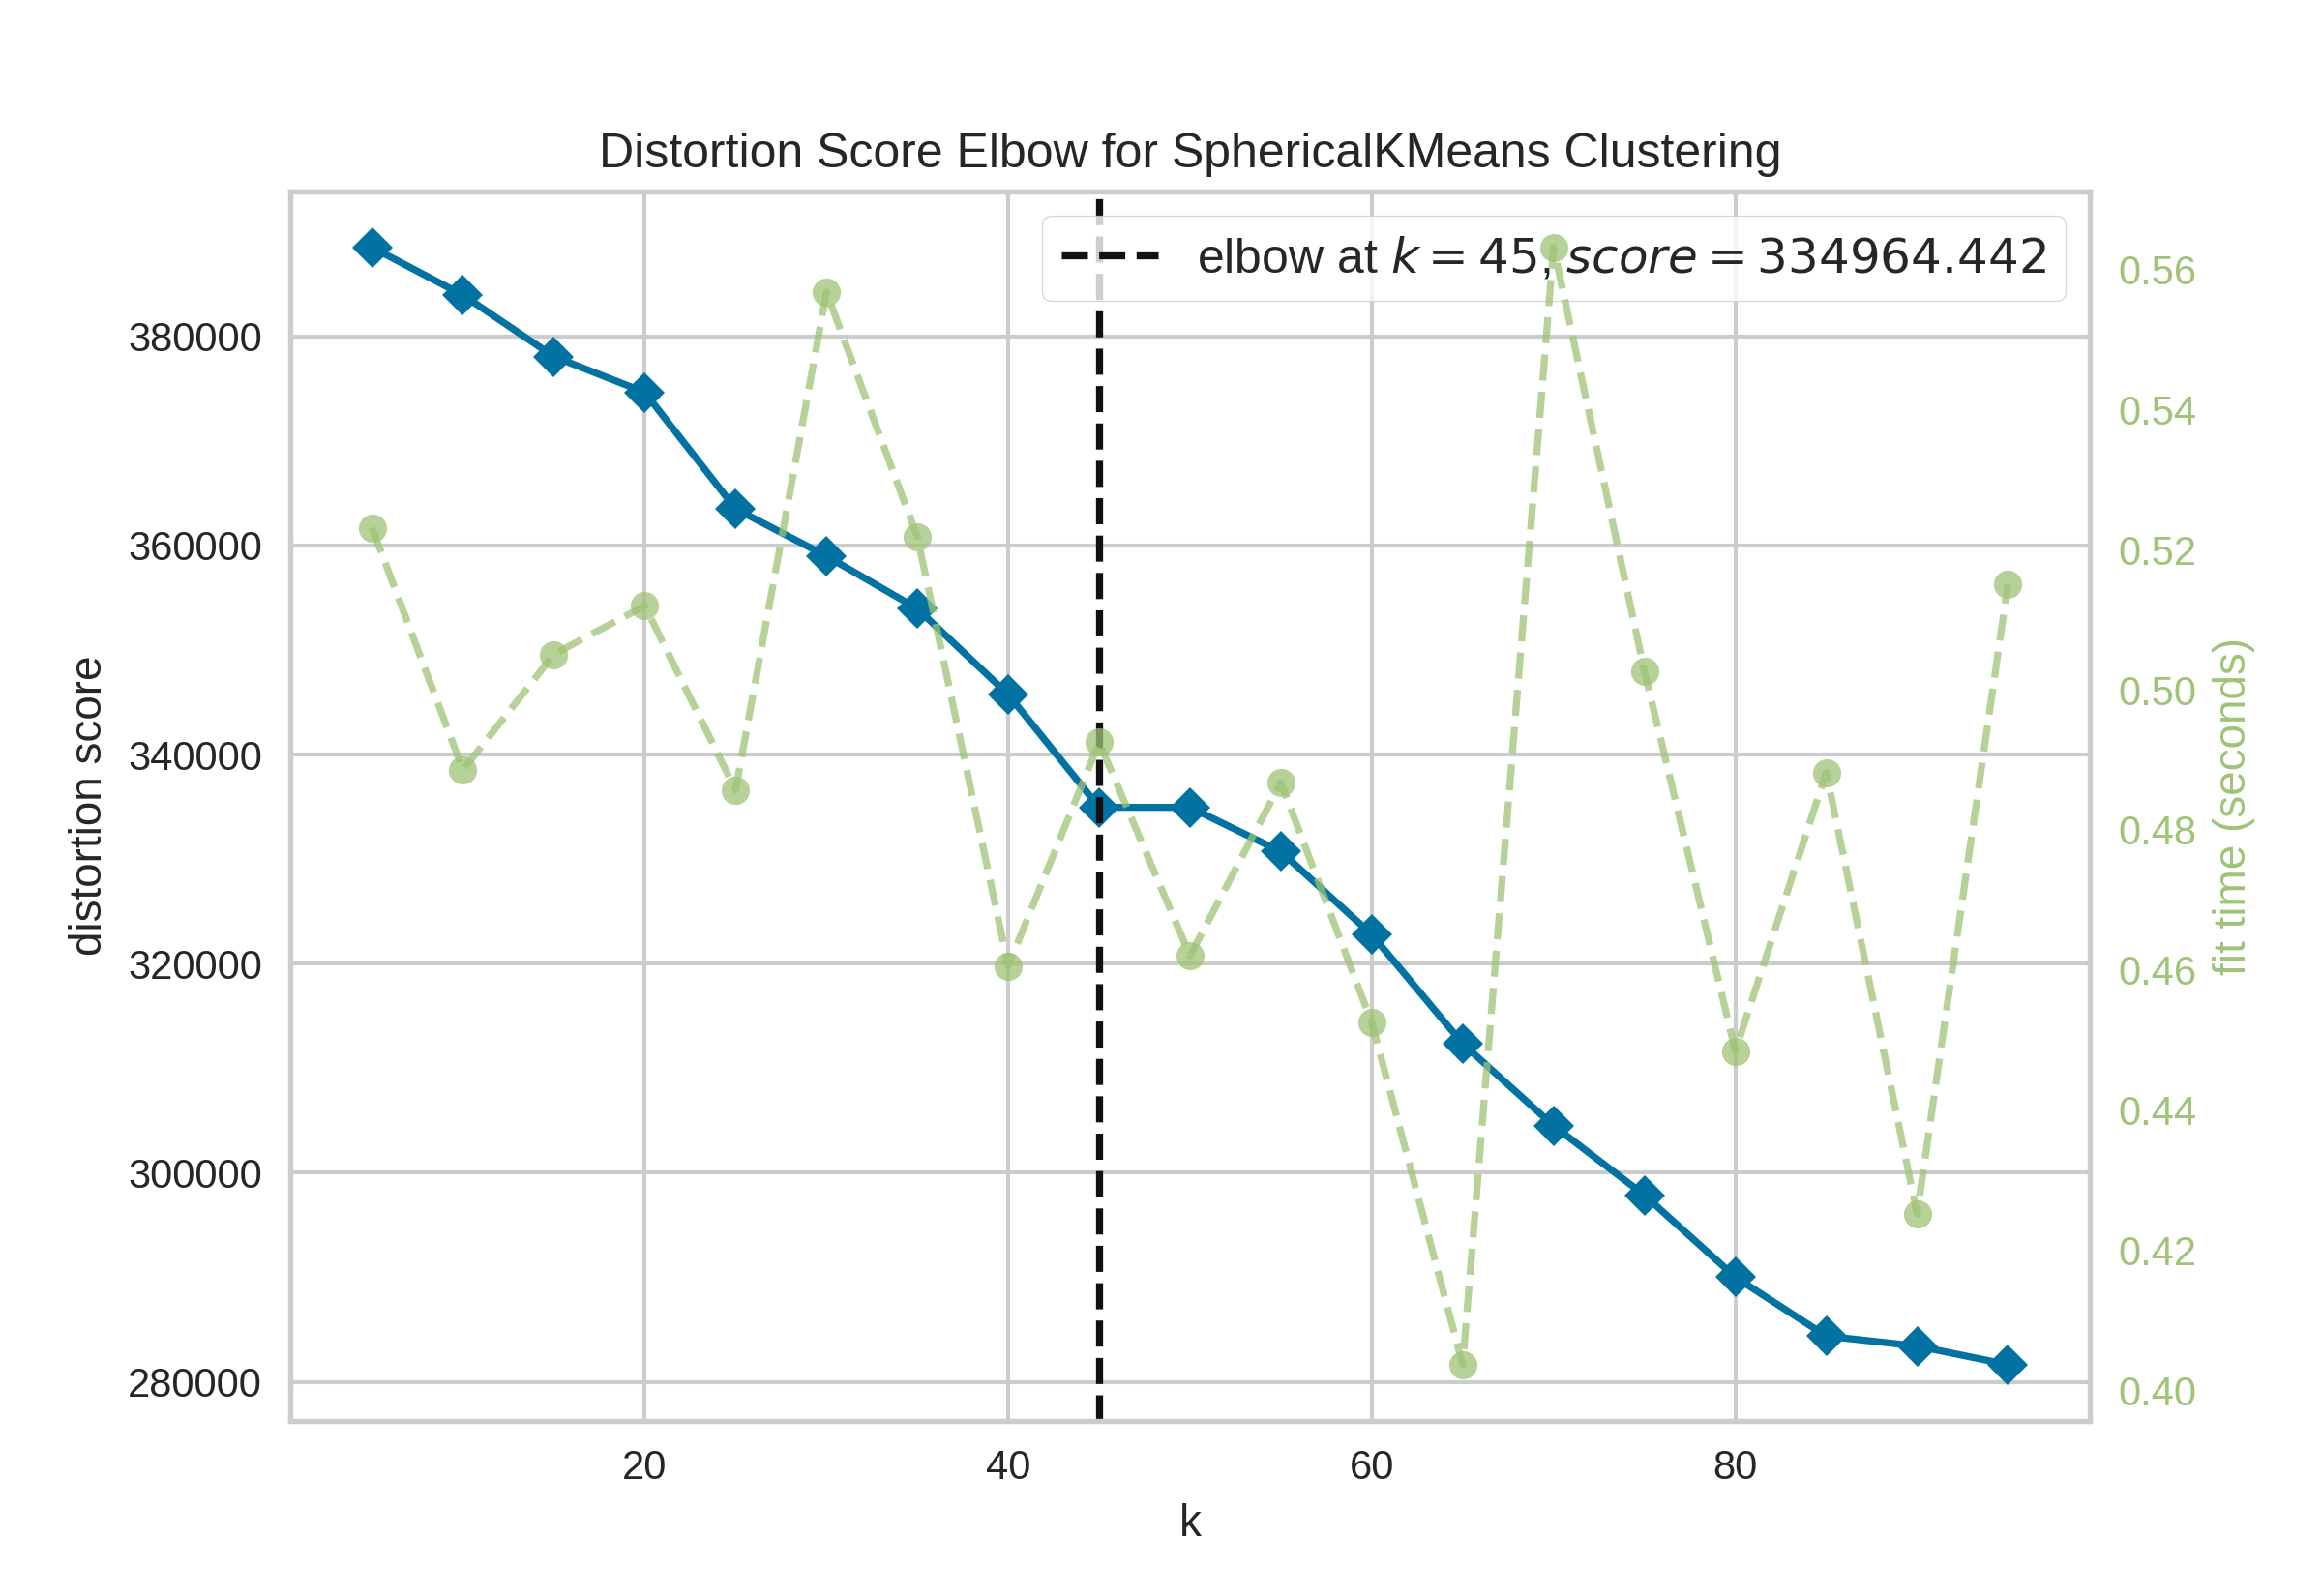 Distortion Score Elbow for SphericalKMeans Clustering
elbow at k = 45, score = 334964.442
distortion score
380000
360000
340000
320000
300000
280000
0.56
0.54
0.52
0.50
0.48
0.46
0.44
0.42
0.40
fit time (seconds)
20 40 60 80
k